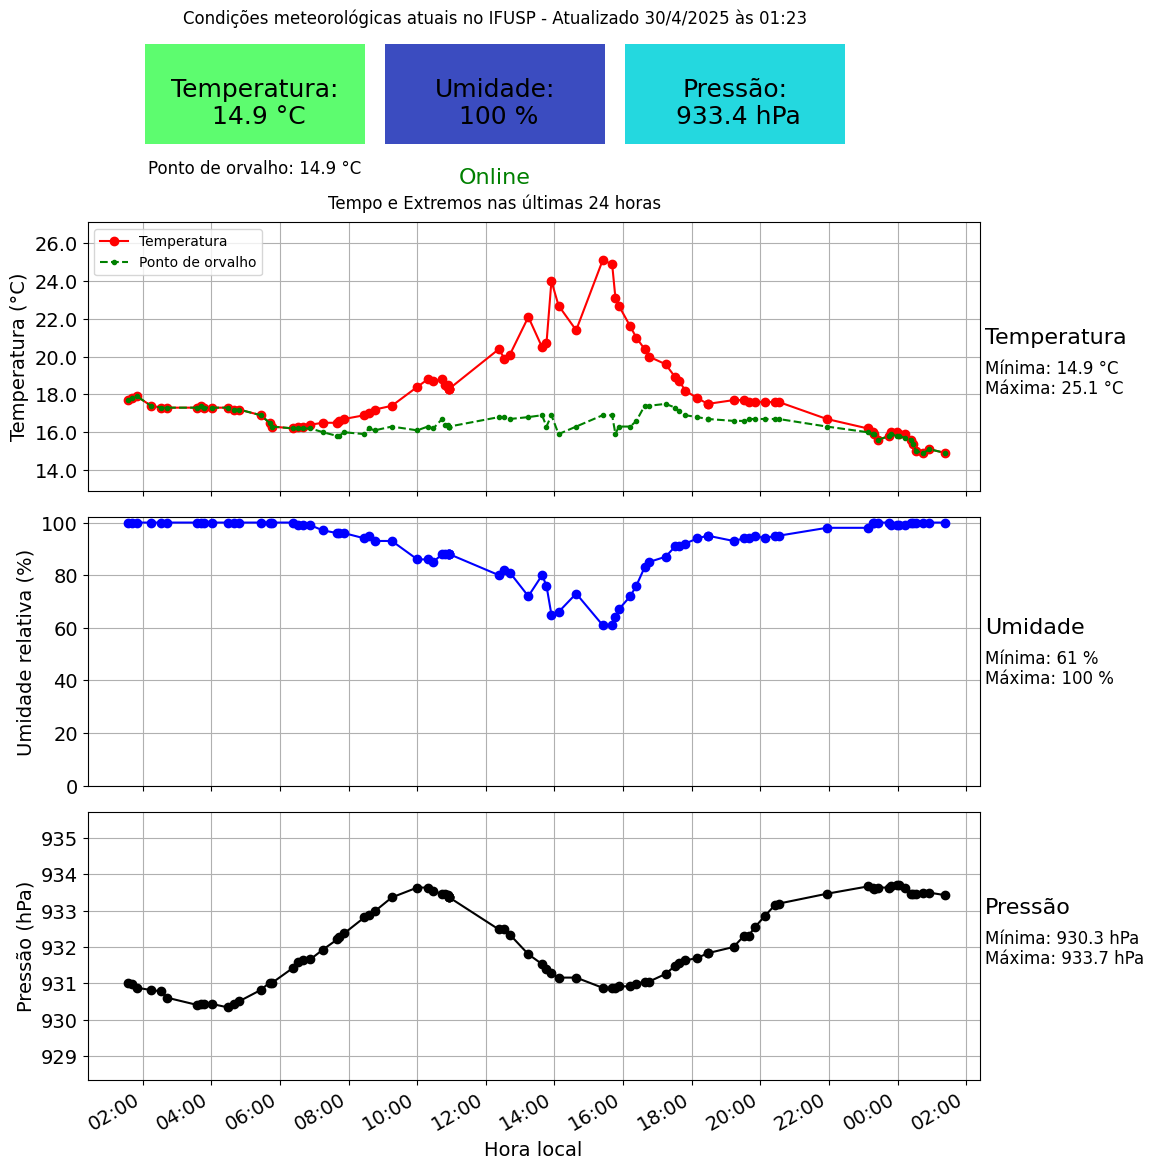 Condições meteorológicas atuais no IFUSP - Atualizado 30/4/2025 às 01:23
Temperatura:
14.9 °C
Umidade:
100 %
Pressão:
933.4 hPa
Ponto de orvalho: 14.9 °C
Online
Tempo e Extremos nas últimas 24 horas
Temperatura (°C)
26.0
24.0
22.0
20.0
18.0
16.0
14.0
Temperatura
Ponto de orvalho
Temperatura
Mínima: 14.9 °C
Máxima: 25.1 °C
Umidade relativa (%)
100
80
60
40
20
0
Umidade
Mínima: 61 %
Máxima: 100 %
Pressão (hPa)
935
934
933
932
931
930
929
Pressão
Mínima: 930.3 hPa
Máxima: 933.7 hPa
02:00 04:00 06:00 08:00 10:00 12:00 14:00 16:00 18:00 20:00 22:00 00:00 02:00
Hora local